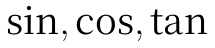 sin, cos, tan